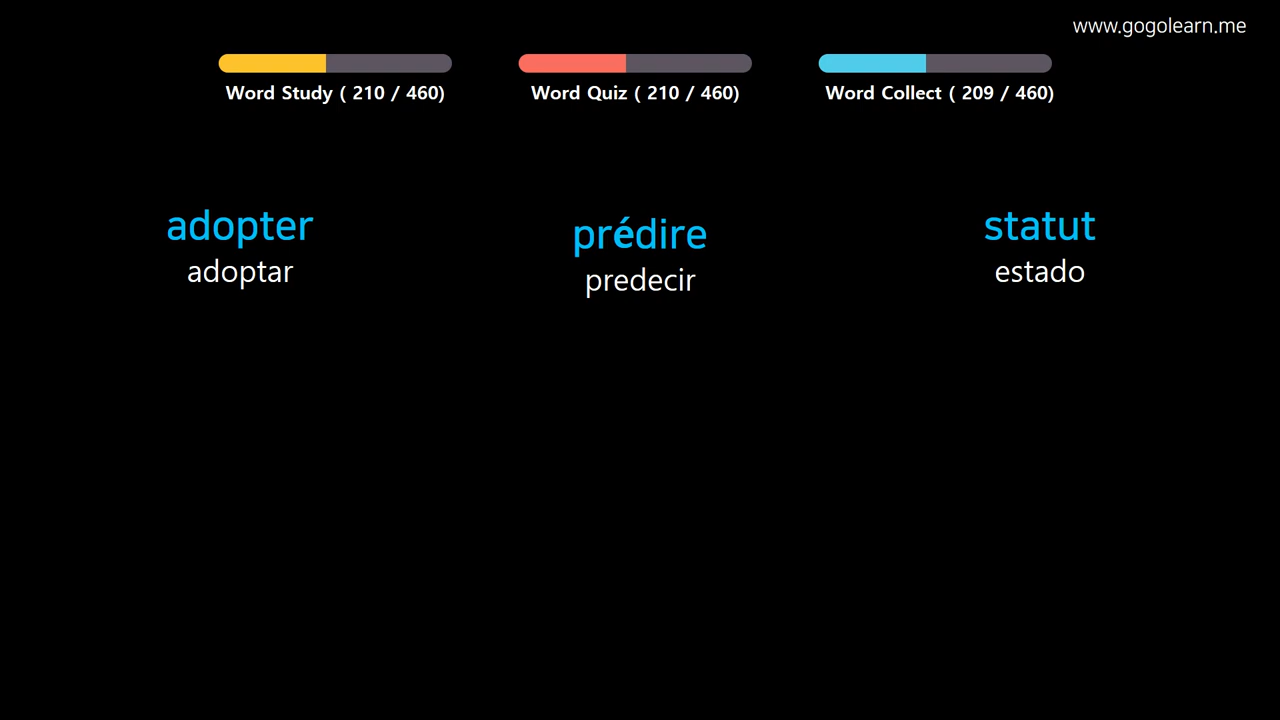 www.gogolearn.me
Word Study ( 210 / 460)
Word Quiz ( 210 / 460)
Word Collect ( 209 / 460)
adopter
adoptar
prédire
predecir
statut
estado